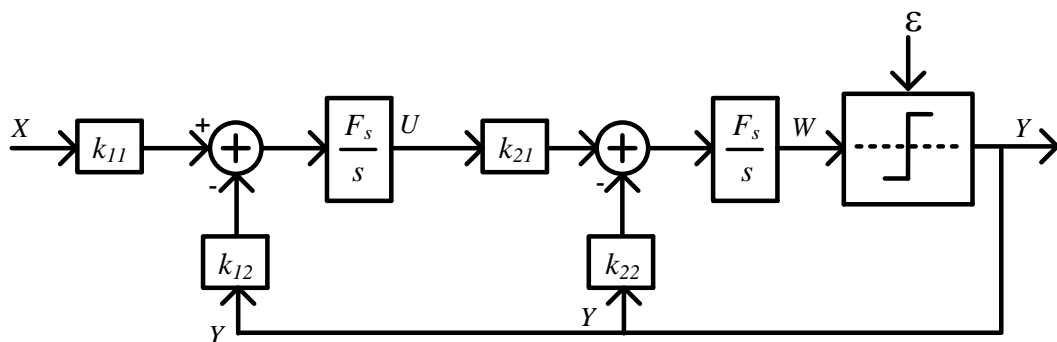 ε
X
k11
+
-
Fs
s
U
k21
-
Fs
s
W
Y
k12
k22
Y
Y